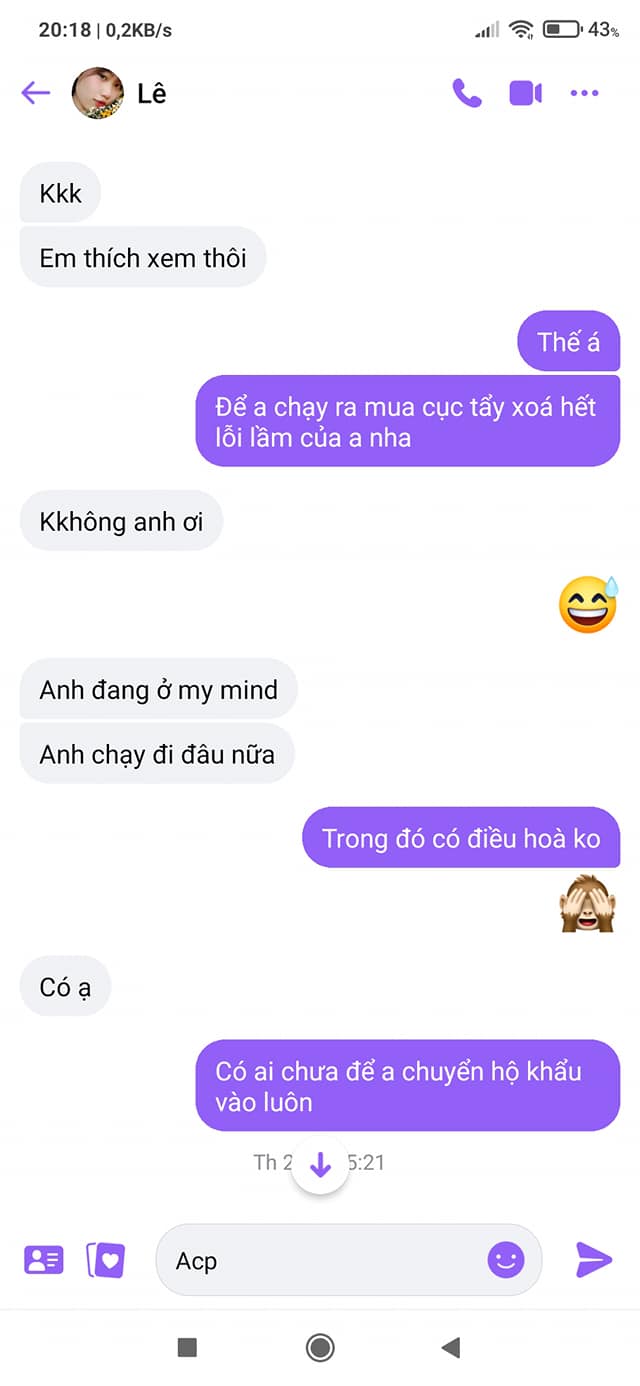 20:18 | 0,2KB/s
43%
Lê
Kkk
Em thích xem thôi
Thế á
Để a chạy ra mua cục tẩy xoá hết
lỗi lầm của a nha
Kkhông anh ơi
Anh đang ở my mind
Anh chạy đi đâu nữa
Trong đó có điều hoà ko
Có ạ
Có ai chưa để a chuyển hộ khẩu
vào luôn
Th 2 5:21
Acp